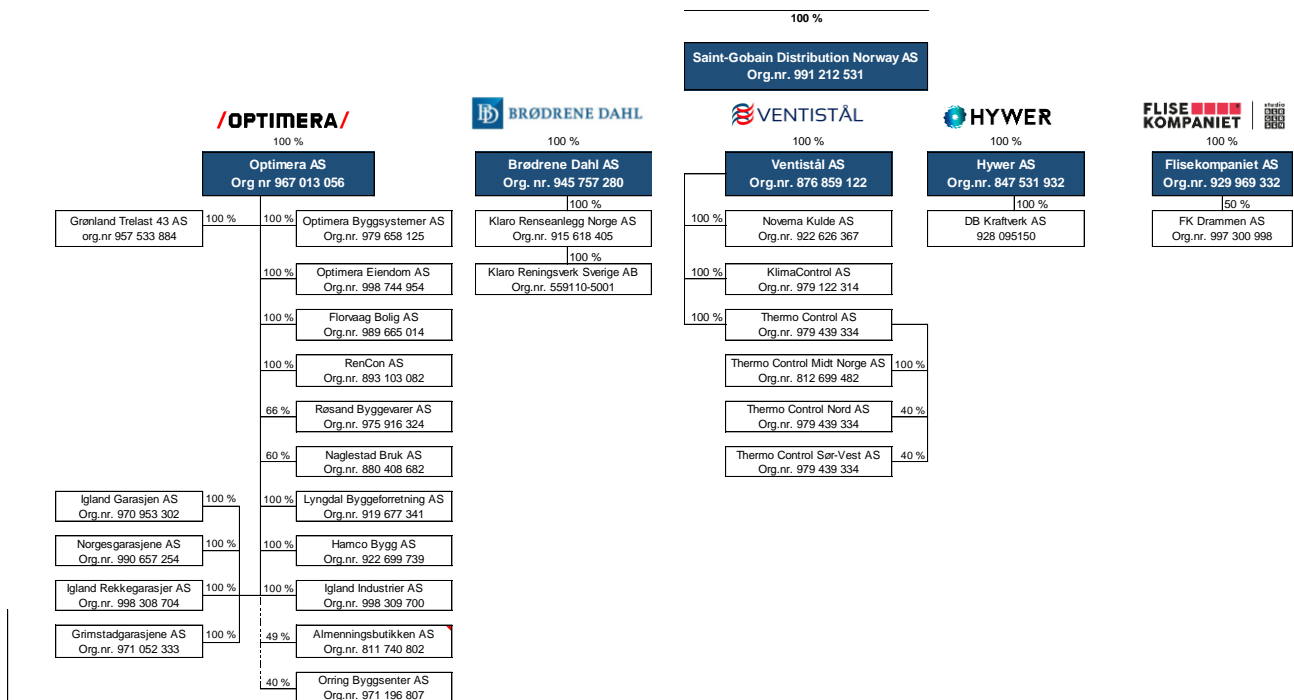 100 %
Saint-Gobain Distribution Norway AS
Org.nr. 991 212 531
/OPTIMERA/
100 %
Optimera AS
Org nr 967 013 056
Grønland Trelast 43 AS
org.nr 957 533 884
100 %
100 %
Optimera Byggsystemer AS
Org.nr. 979 658 125
100 %
Optimera Eiendom AS
Org.nr. 998 744 954
100 %
Florvaag Bolig AS
Org.nr. 989 665 014
100 %
RenCon AS
Org.nr. 893 103 082
66 %
Røsand Byggevarer AS
Org.nr. 975 916 324
60 %
Naglestad Bruk AS
Org.nr. 880 408 682
Igland Garasjen AS
Org.nr. 970 953 302
100 %
100 %
Lyngdal Byggeforretning AS
Org.nr. 919 677 341
Norgesgarasjene AS
Org.nr. 990 657 254
100 %
100 %
Hamco Bygg AS
Org.nr. 922 699 739
Igland Rekkegarasjer AS
Org.nr. 998 308 704
100 %
100 %
Igland Industrier AS
Org.nr. 998 309 700
Grimstadgarasjene AS
Org.nr. 971 052 333
100 %
49 %
Almenningsbutikken AS
Org.nr. 811 740 802
40 %
Orring Byggsenter AS
Org.nr. 971 196 807
BD BRØDRENE DAHL
100 %
Brødrene Dahl AS
Org. nr. 945 757 280
100 %
Klaro Renseanlegg Norge AS
Org.nr. 915 618 405
100 %
Klaro Reningsverk Sverige AB
Org.nr. 559110-5001
VENTISTÅL
100 %
Ventistål AS
Org.nr. 876 859 122
100 %
Novema Kulde AS
Org.nr. 922 626 367
100 %
KlimaControl AS
Org.nr. 979 122 314
100 %
Thermo Control AS
Org.nr. 979 439 334
Thermo Control Midt Norge AS
Org.nr. 812 699 482
100 %
Thermo Control Nord AS
Org.nr. 979 439 334
40 %
Thermo Control Sør-Vest AS
Org.nr. 979 439 334
40 %
HYWER
100 %
Hywer AS
Org.nr. 847 531 932
100 %
DB Kraftverk AS
928 095150
FLISE
KOMPANIET
studio
100 %
Flisekompaniet AS
Org.nr. 929 969 332
50 %
FK Drammen AS
Org.nr. 997 300 998